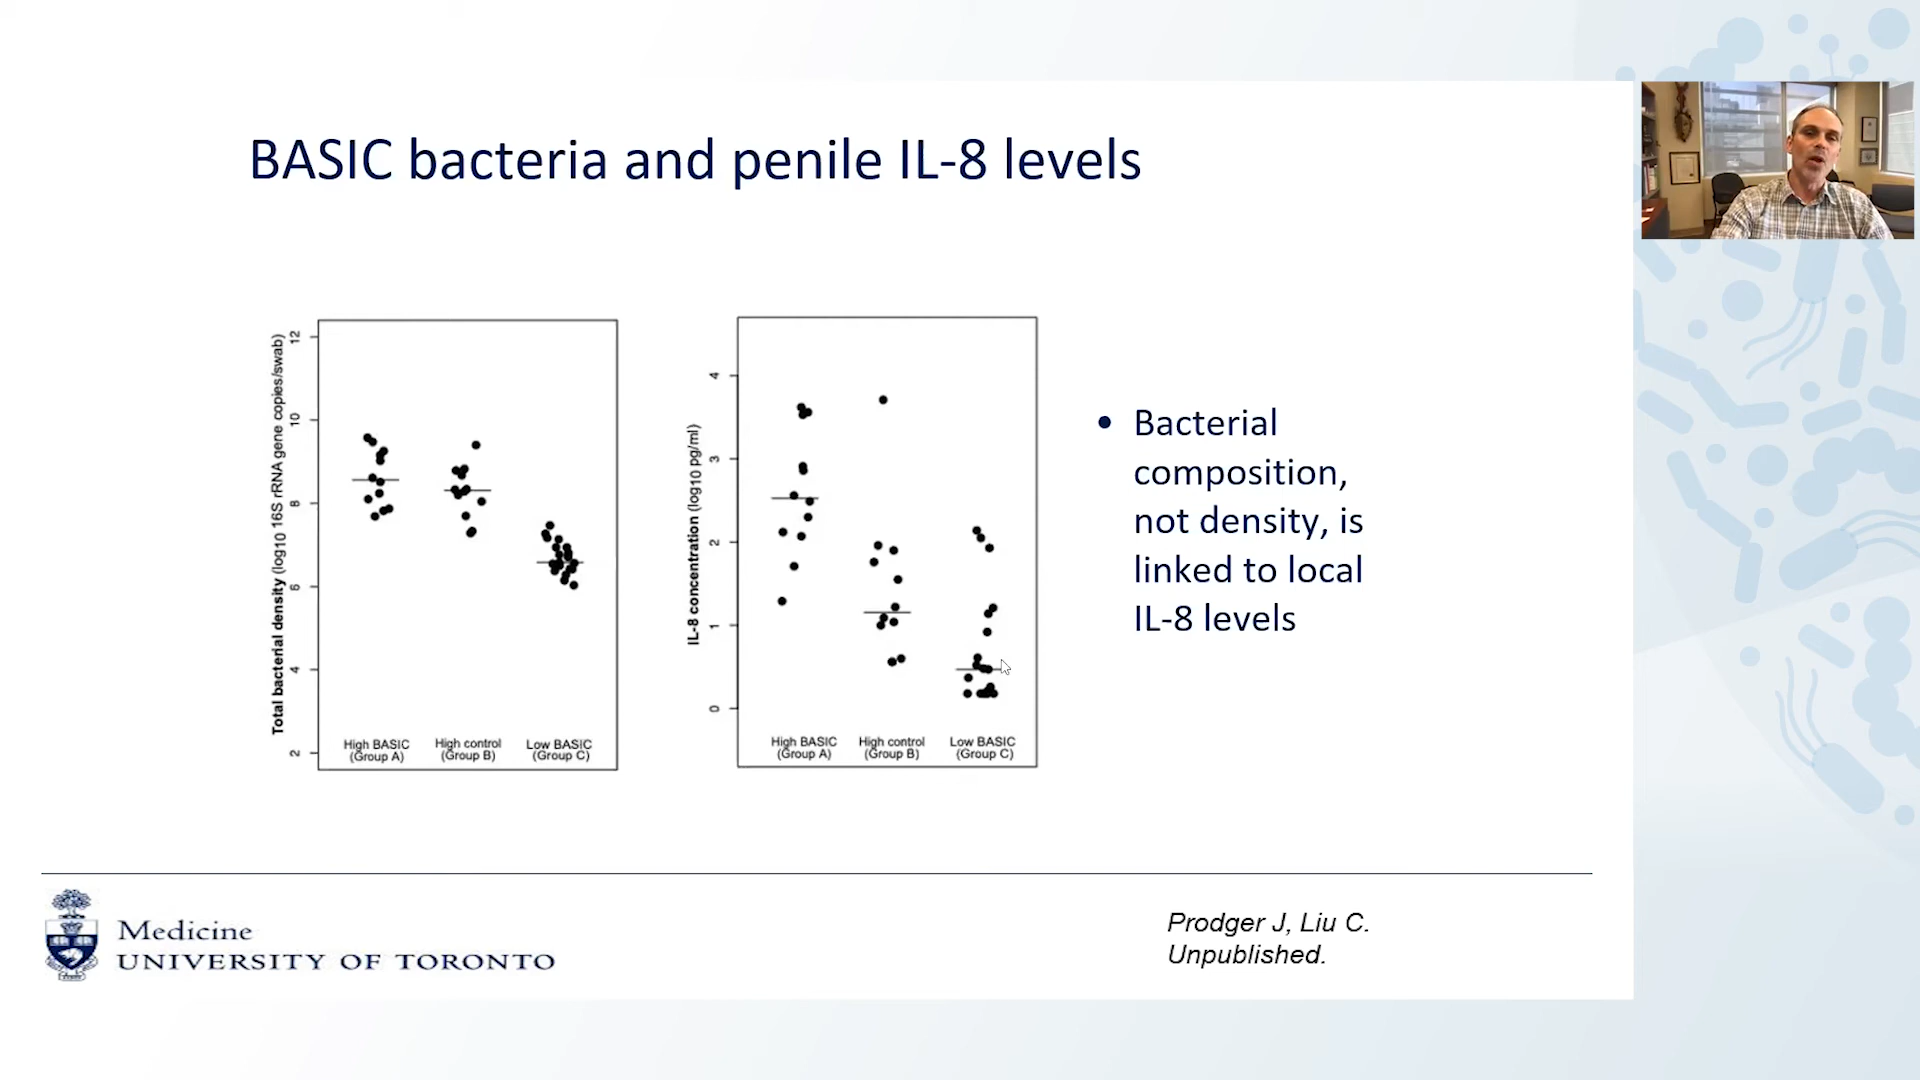 BASIC bacteria and penile IL-8 levels
Total bacterial density (log10 16S rRNA gene copies/swab)
12
10
8
6
4
2
High BASIC
(Group A)
High control
(Group B)
Low BASIC
(Group C)
IL-8 concentration (log10 pg/ml)
4
3
2
1
0
High BASIC
(Group A)
High control
(Group B)
Low BASIC
(Group C)
• Bacterial
composition,
not density, is
linked to local
IL-8 levels
Medicine
UNIVERSITY OF TORONTO
Prodger J, Liu C.
Unpublished.